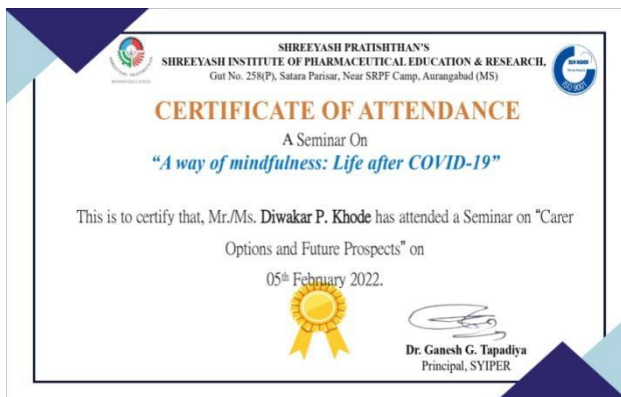 SHREEYASH PRATISHTHAN'S
SHREEYASH INSTITUTE OF PHARMACEUTICAL EDUCATION & RESEARCH,
Gut No. 258(P), Satara Parisar, Near SRPF Camp, Aurangabad (MS)
ISO 9001
CERTIFICATE OF ATTENDANCE
A Seminar On
“A way of mindfulness: Life after COVID-19”
This is to certify that, Mr./Ms. Diwakar P. Khode has attended a Seminar on “Carer
Options and Future Prospects” on
05th February 2022.
Dr. Ganesh G. Tapadiya
Principal, SYIPER